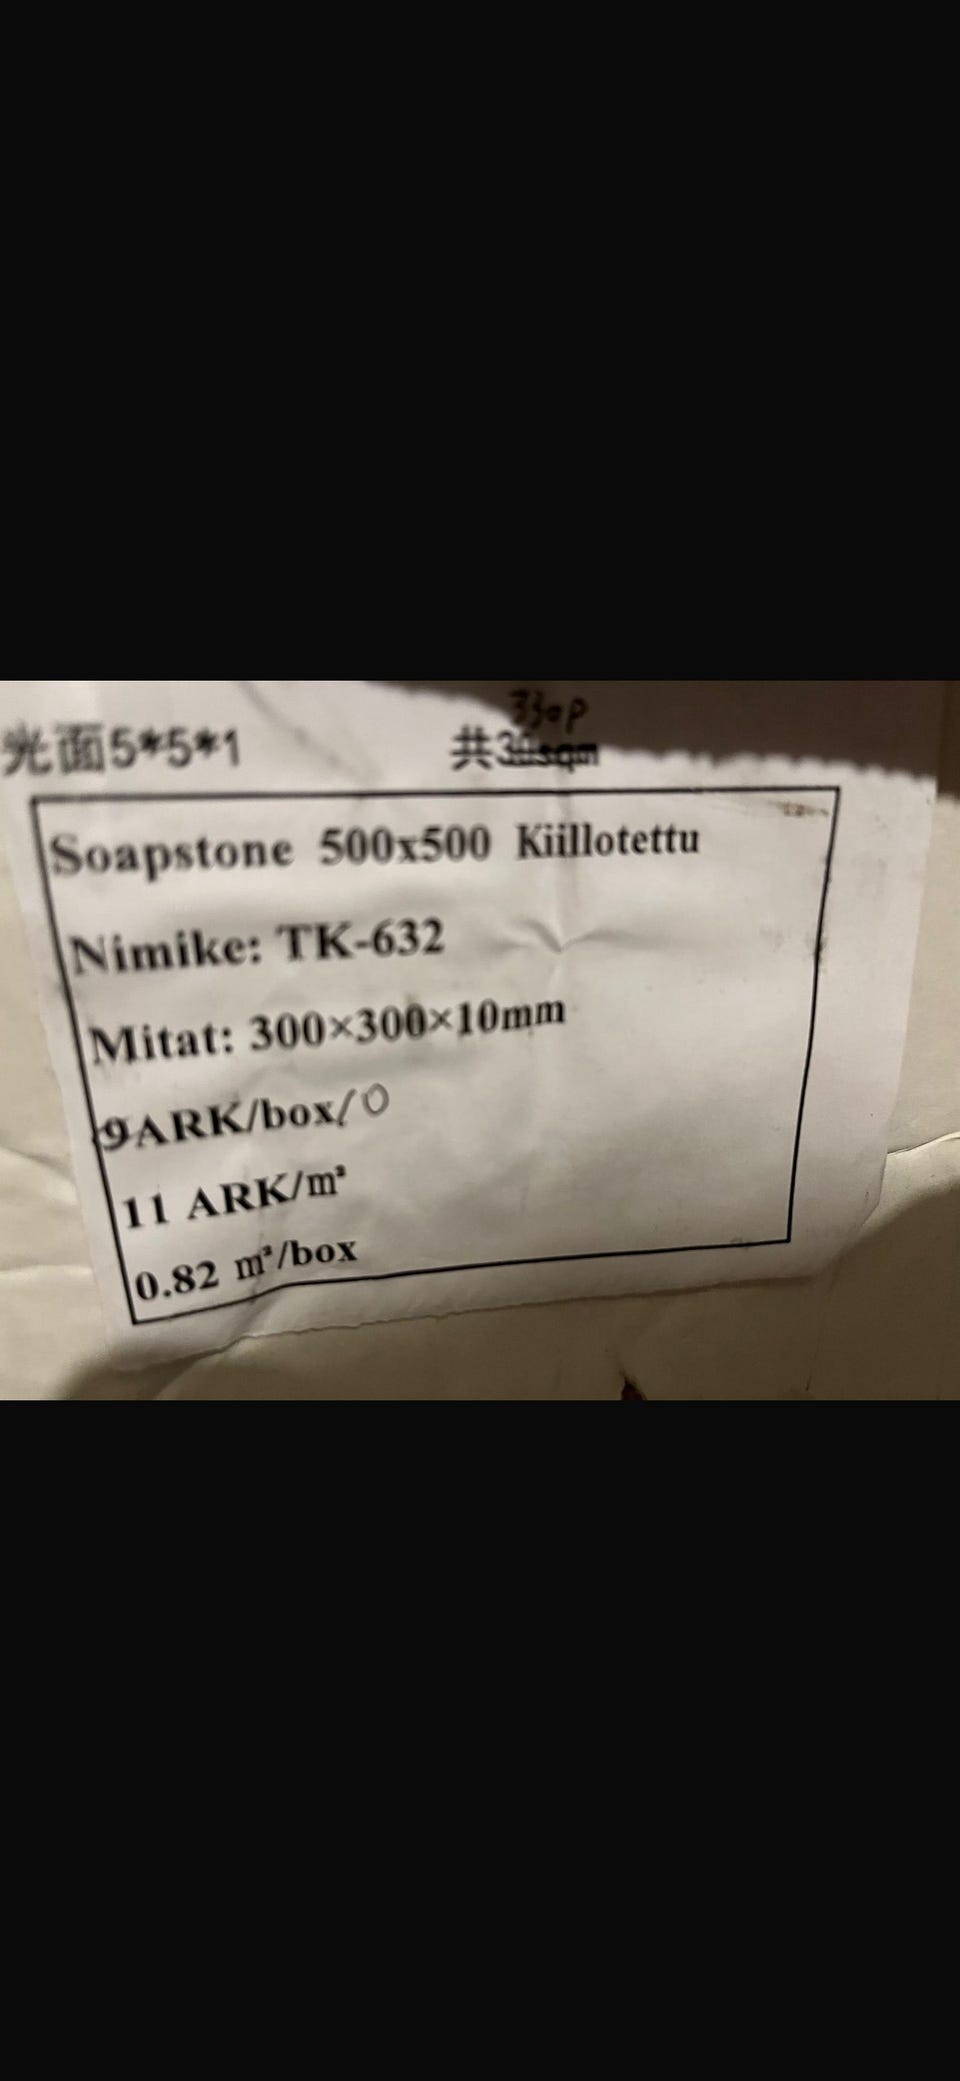 330P
光面5*5*1 共30sqm
Soapstone 500x500 Kiillotettu
Nimike: TK-632
Mitat: 300×300×10mm
9ARK/box/0
11 ARK/m²
0.82 m²/box